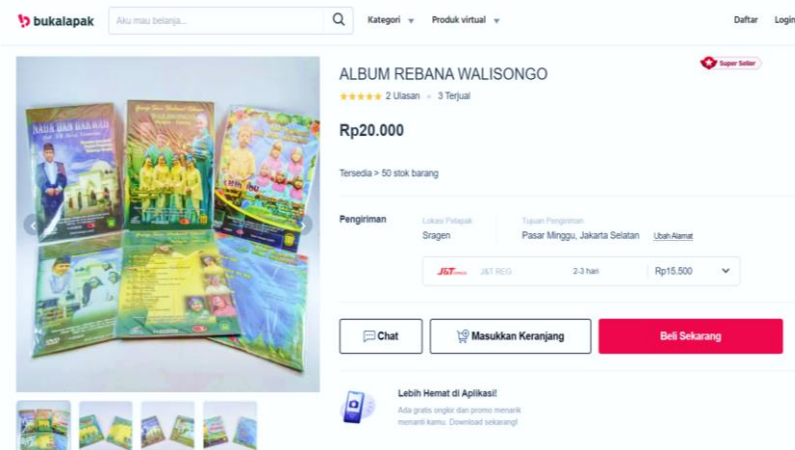 bukalapak
Aku mau belanja...
Kategori
Produk virtual
Daftar
Login
Super Seller
ALBUM REBANA WALISONGO
2 Ulasan • 3 Terjual
Rp20.000
Tersedia > 50 stok barang
Pengiriman
Lokasi Pelapak
Sragen
Tujuan Pengiriman
Pasar Minggu, Jakarta Selatan
Ubah Alamat
J&T
J&T REG
2-3 hari
Rp15.500
Chat
Masukkan Keranjang
Beli Sekarang
Lebih Hemat di Aplikasi!
Ada gratis ongkir dan promo menarik
menanti kamu. Download sekarang!
NADA DAN DAKWAH